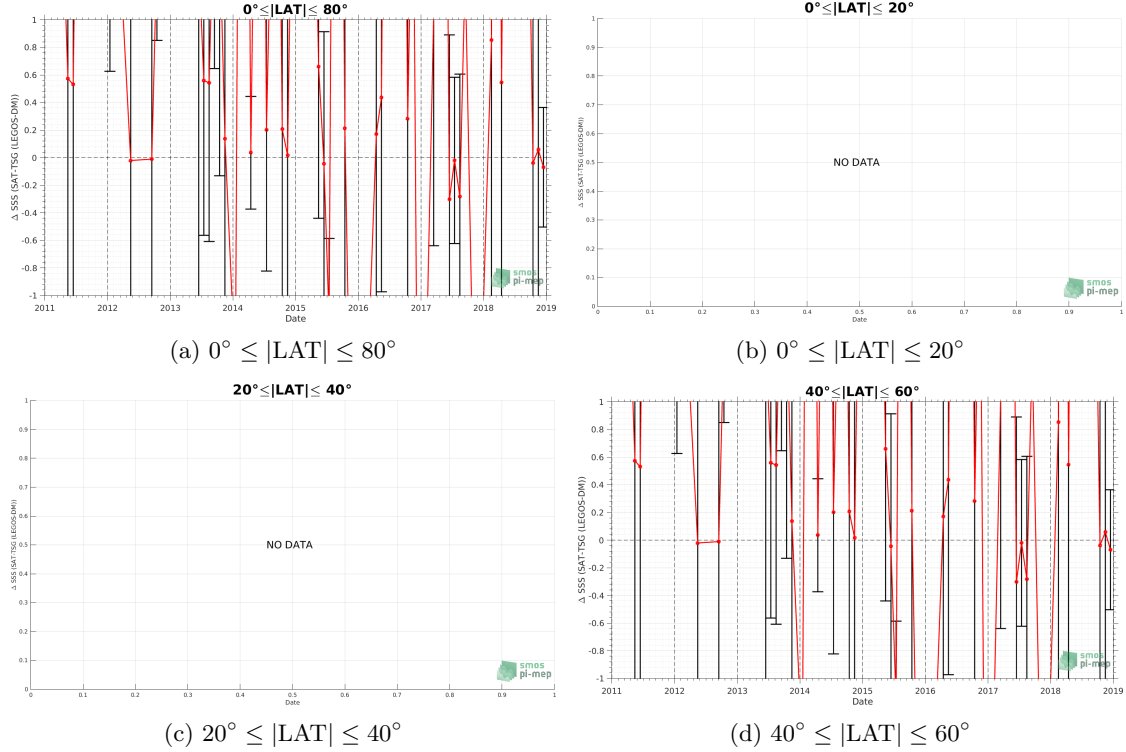 0°≤|LAT|≤ 80°
Δ SSS (SAT-TSG (LEGOS-DM))
1
0.8
0.6
0.4
0.2
0
-0.2
-0.4
-0.6
-0.8
-1
2011 2012 2013 2014 2015 2016 2017 2018 2019
Date
smos
pi-mep
(a) 0° ≤ |LAT| ≤ 80°
0°≤|LAT|≤ 20°
Δ SSS (SAT-TSG (LEGOS-DM))
1
0.9
0.8
0.7
0.6
0.5
0.4
0.3
0.2
0.1
0
NO DATA
0 0.1 0.2 0.3 0.4 0.5 0.6 0.7 0.8 0.9 1
Date
smos
pi-mep
(b) 0° ≤ |LAT| ≤ 20°
20°≤|LAT|≤ 40°
Δ SSS (SAT-TSG (LEGOS-DM))
1
0.9
0.8
0.7
0.6
0.5
0.4
0.3
0.2
0.1
0
NO DATA
0 0.1 0.2 0.3 0.4 0.5 0.6 0.7 0.8 0.9 1
Date
smos
pi-mep
(c) 20° ≤ |LAT| ≤ 40°
40°≤|LAT|≤ 60°
Δ SSS (SAT-TSG (LEGOS-DM))
1
0.8
0.6
0.4
0.2
0
-0.2
-0.4
-0.6
-0.8
-1
2011 2012 2013 2014 2015 2016 2017 2018 2019
Date
smos
pi-mep
(d) 40° ≤ |LAT| ≤ 60°